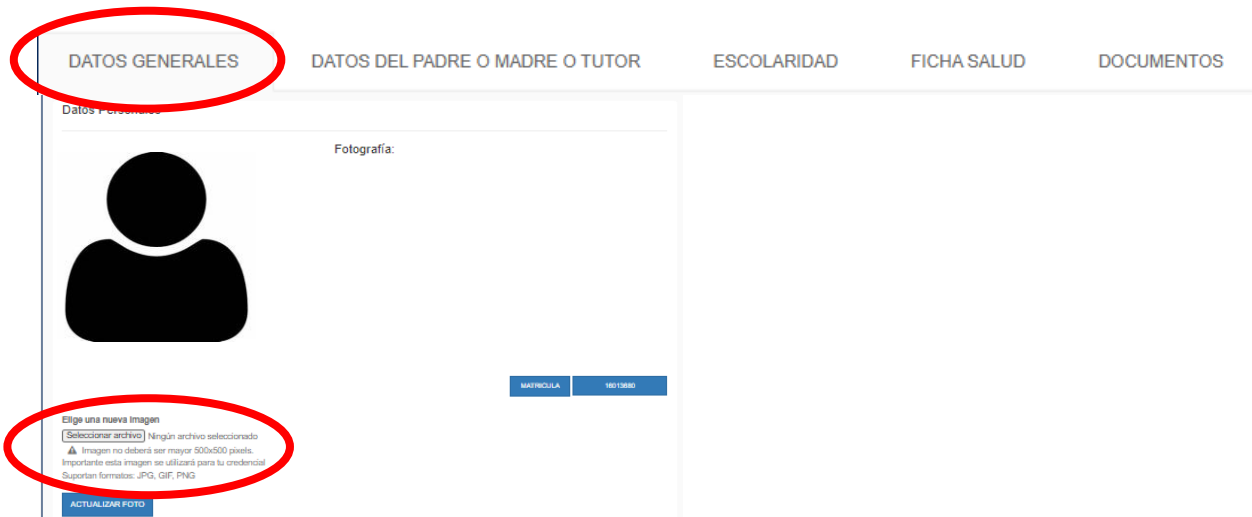 DATOS GENERALES DATOS DEL PADRE O MADRE O TUTOR ESCOLARIDAD FICHA SALUD DOCUMENTOS
Datos Personales
Fotografía:
MATRICULA 16013680
Elige una nueva Imagen
Seleccionar archivo Ningún archivo seleccionado
Imagen no deberá ser mayor 500x500 pixels.
Importante esta imagen se utilizará para tu credencial
Suportan formatos: JPG, GIF, PNG
ACTUALIZAR FOTO